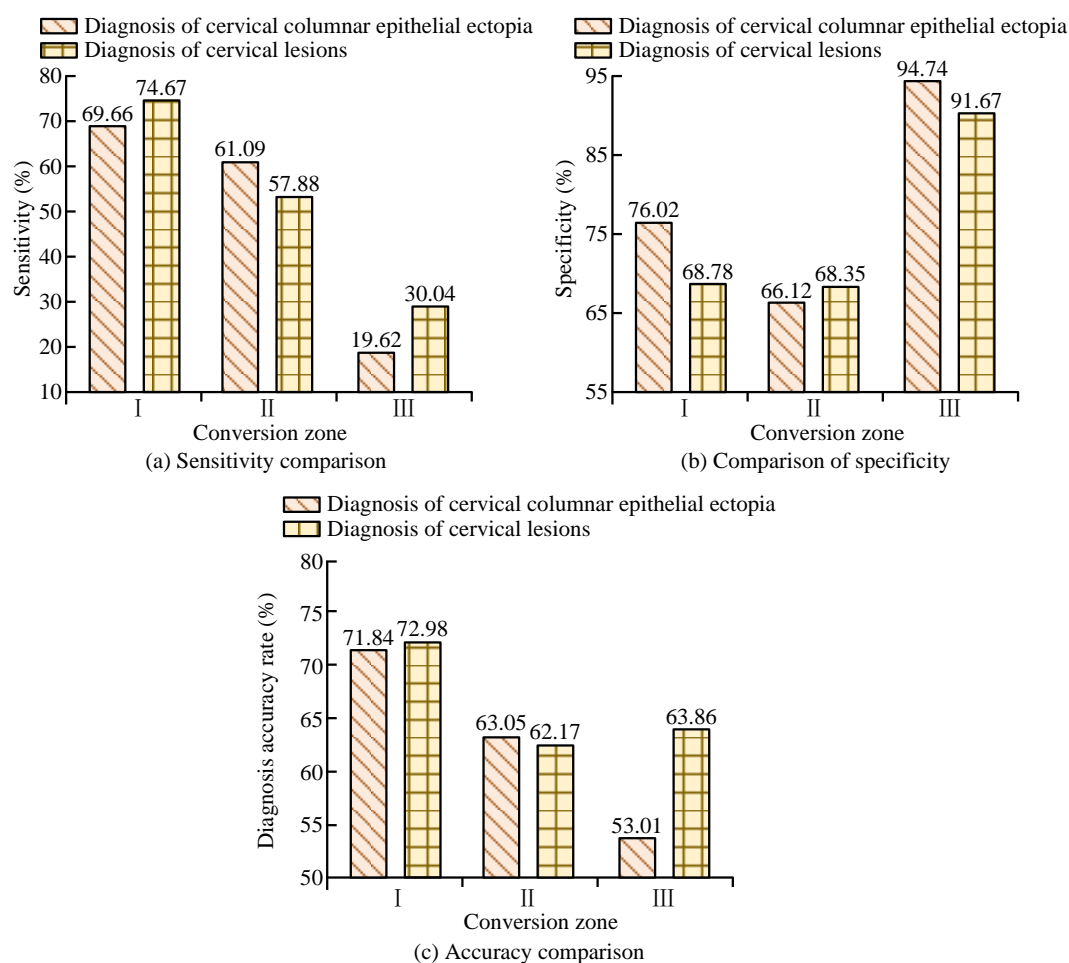 Diagnosis of cervical columnar epithelial ectopia
Diagnosis of cervical lesions
80
70
60
50
40
30
20
10
Sensitivity (%)
69.66
74.67
61.09
57.88
19.62
30.04
I
II
III
Conversion zone
(a) Sensitivity comparison
Diagnosis of cervical columnar epithelial ectopia
Diagnosis of cervical lesions
95
85
75
65
55
Specificity (%)
76.02
68.78
66.12
68.35
94.74
91.67
I
II
III
Conversion zone
(b) Comparison of specificity
Diagnosis of cervical columnar epithelial ectopia
Diagnosis of cervical lesions
80
75
70
65
60
55
50
Diagnosis accuracy rate (%)
71.84
72.98
63.05
62.17
53.01
63.86
I
II
III
Conversion zone
(c) Accuracy comparison